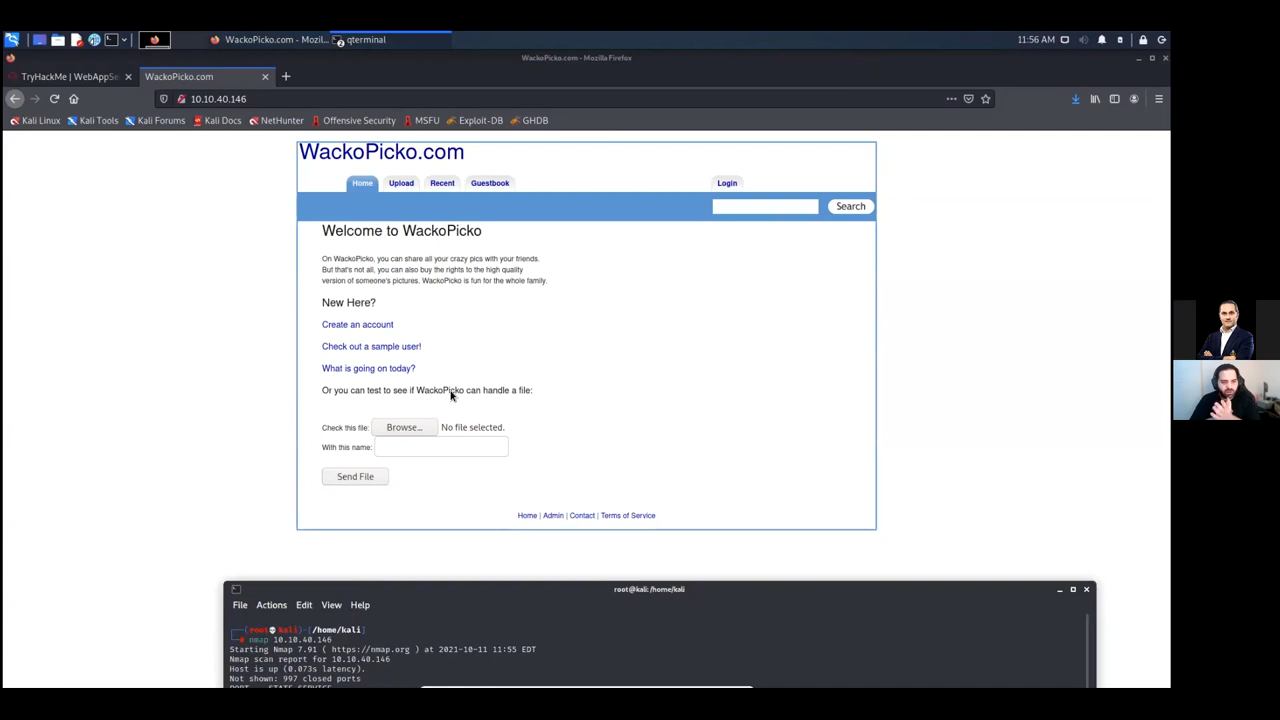 WackoPicko.com - Mozil...
qterminal
11:56 AM
WackoPicko.com - Mozilla Firefox
TryHackMe | WebAppSe
WackoPicko.com
10.10.40.146
Kali Linux
Kali Tools
Kali Forums
Kali Docs
NetHunter
Offensive Security
MSFU
Exploit-DB
GHDB
WackoPicko.com
Home
Upload
Recent
Guestbook
Login
Search
Welcome to WackoPicko
On WackoPicko, you can share all your crazy pics with your friends.
But that's not all, you can also buy the rights to the high quality
version of someone's pictures. WackoPicko is fun for the whole family.
New Here?
Create an account
Check out a sample user!
What is going on today?
Or you can test to see if WackoPicko can handle a file:
Check this file: Browse... No file selected.
With this name:
Send File
Home | Admin | Contact | Terms of Service
root@kali: /home/kali
File Actions Edit View Help
(root💀kali)-[/home/kali]
nmap 10.10.40.146
Starting Nmap 7.91 ( https://nmap.org ) at 2021-10-11 11:55 EDT
Nmap scan report for 10.10.40.146
Host is up (0.073s latency).
Not shown: 997 closed ports